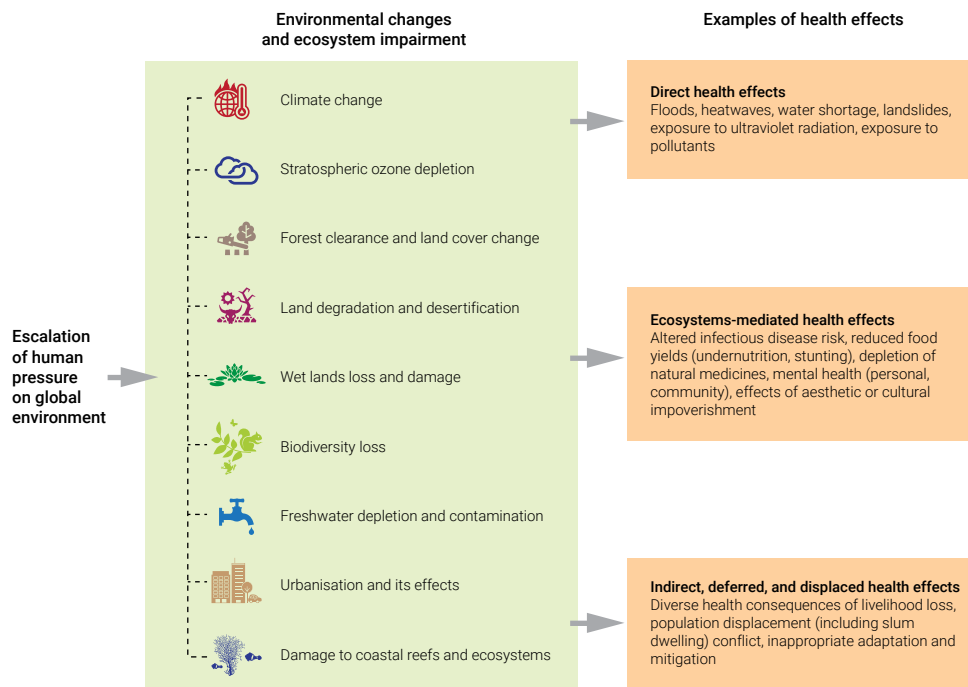 Environmental changes
and ecosystem impairment
Examples of health effects
Escalation
of human
pressure
on global
environment
Climate change
Stratospheric ozone depletion
Forest clearance and land cover change
Land degradation and desertification
Wet lands loss and damage
Biodiversity loss
Freshwater depletion and contamination
Urbanisation and its effects
Damage to coastal reefs and ecosystems
Direct health effects
Floods, heatwaves, water shortage, landslides,
exposure to ultraviolet radiation, exposure to
pollutants
Ecosystems-mediated health effects
Altered infectious disease risk, reduced food
yields (undernutrition, stunting), depletion of
natural medicines, mental health (personal,
community), effects of aesthetic or cultural
impoverishment
Indirect, deferred, and displaced health effects
Diverse health consequences of livelihood loss,
population displacement (including slum
dwelling) conflict, inappropriate adaptation and
mitigation